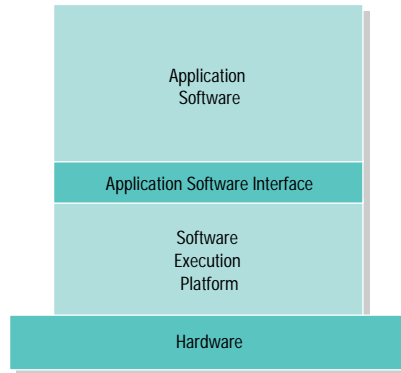 Application
Software
Application Software Interface
Software
Execution
Platform
Hardware